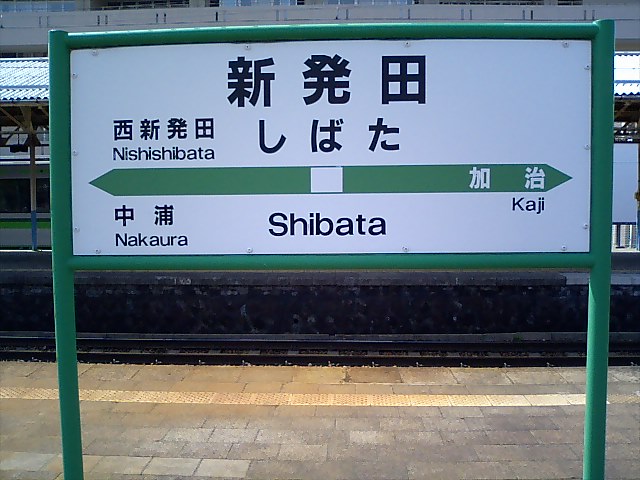 新発田
しばた
西新発田
Nishishibata
加治
Kaji
中浦
Nakaura
Shibata